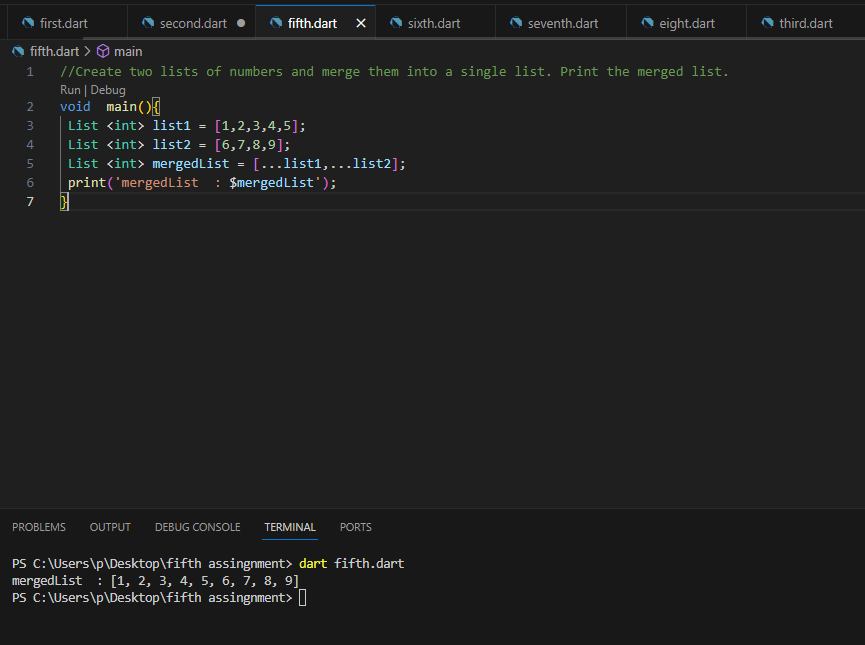 first.dart second.dart fifth.dart sixth.dart seventh.dart eight.dart third.dart
fifth.dart > main
1 //Create two lists of numbers and merge them into a single list. Print the merged list.
Run | Debug
2 void  main(){
3  List <int> list1 = [1,2,3,4,5];
4  List <int> list2 = [6,7,8,9];
5  List <int> mergedList = [...list1,...list2];
6  print('mergedList  : $mergedList');
7 }
PROBLEMS OUTPUT DEBUG CONSOLE TERMINAL PORTS
PS C:\Users\p\Desktop\fifth assingnment> dart fifth.dart
mergedList  : [1, 2, 3, 4, 5, 6, 7, 8, 9]
PS C:\Users\p\Desktop\fifth assingnment>